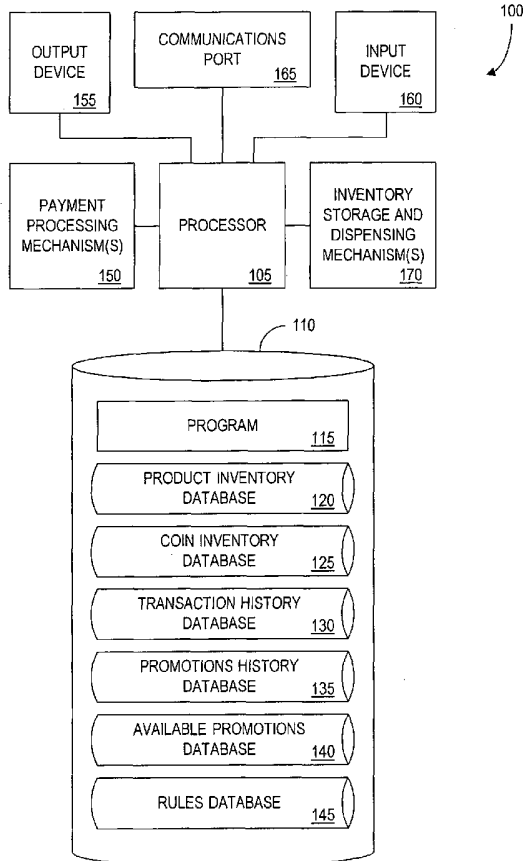 100
OUTPUT
DEVICE
155
COMMUNICATIONS
PORT
165
INPUT
DEVICE
160
PAYMENT
PROCESSING
MECHANISM(S)
150
PROCESSOR
105
INVENTORY
STORAGE AND
DISPENSING
MECHANISM(S)
170
110
PROGRAM
115
PRODUCT INVENTORY
DATABASE
120
COIN INVENTORY
DATABASE
125
TRANSACTION HISTORY
DATABASE
130
PROMOTIONS HISTORY
DATABASE
135
AVAILABLE PROMOTIONS
DATABASE
140
RULES DATABASE
145